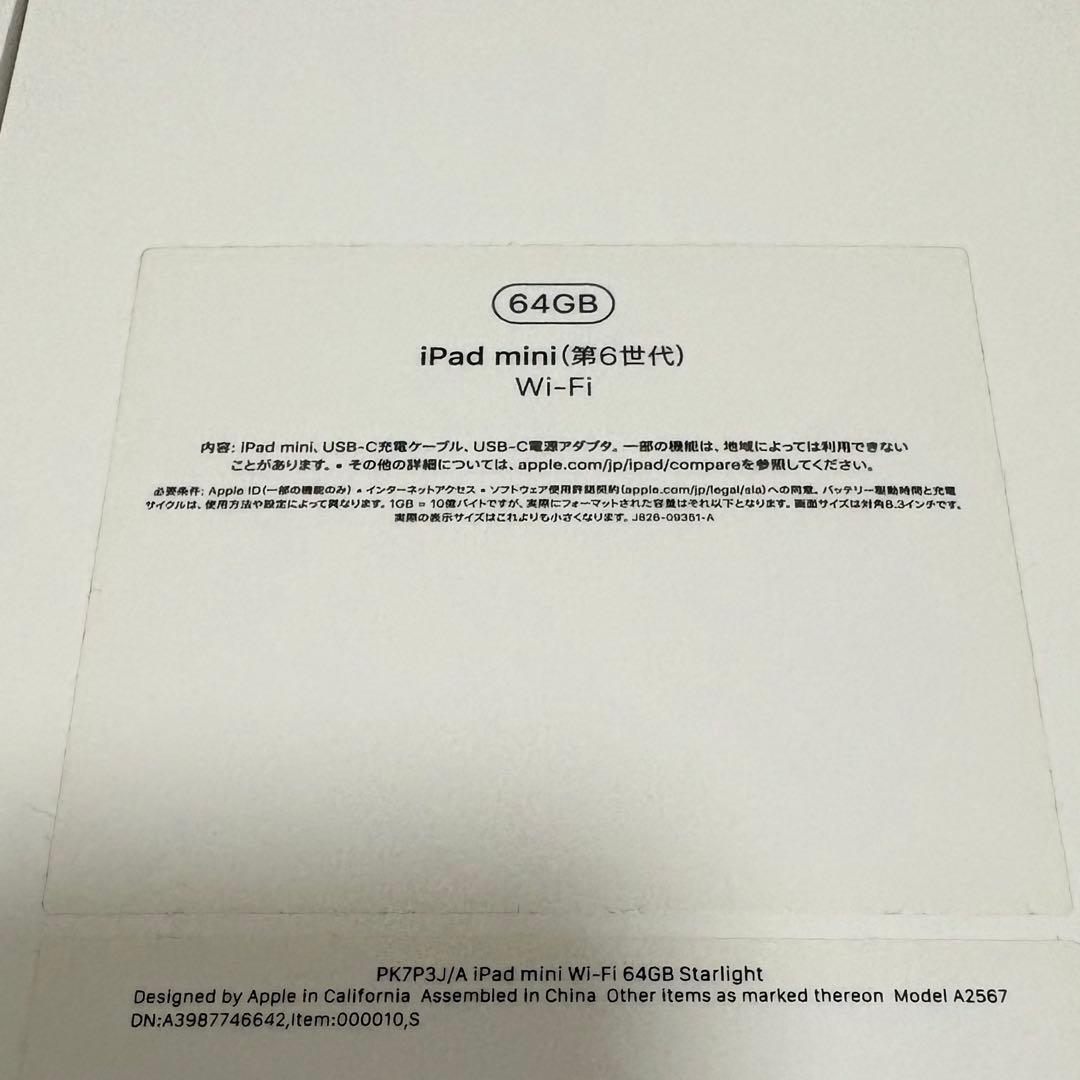 64GB
iPad mini（第6世代）
Wi-Fi
内容: iPad mini、USB-C充電ケーブル、USB-C電源アダプタ。一部の機能は、地域によっては利用できない
ことがあります。• その他の詳細については、apple.com/jp/ipad/compareを参照してください。
必要条件: Apple ID（一部の機能のみ）• インターネットアクセス • ソフトウェア使用許諾契約（apple.com/jp/legal/sla）への同意。バッテリー駆動時間と充電
サイクルは、使用方法や設定によって異なります。1GB = 10億バイトですが、実際にフォーマットされた容量はそれ以下となります。画面サイズは対角8.3インチです。
実際の表示サイズはこれよりも小さくなります。J826-09361-A
PK7P3J/A iPad mini Wi-Fi 64GB Starlight
Designed by Apple in California Assembled in China Other items as marked thereon Model A2567
DN:A3987746642,Item:000010,S